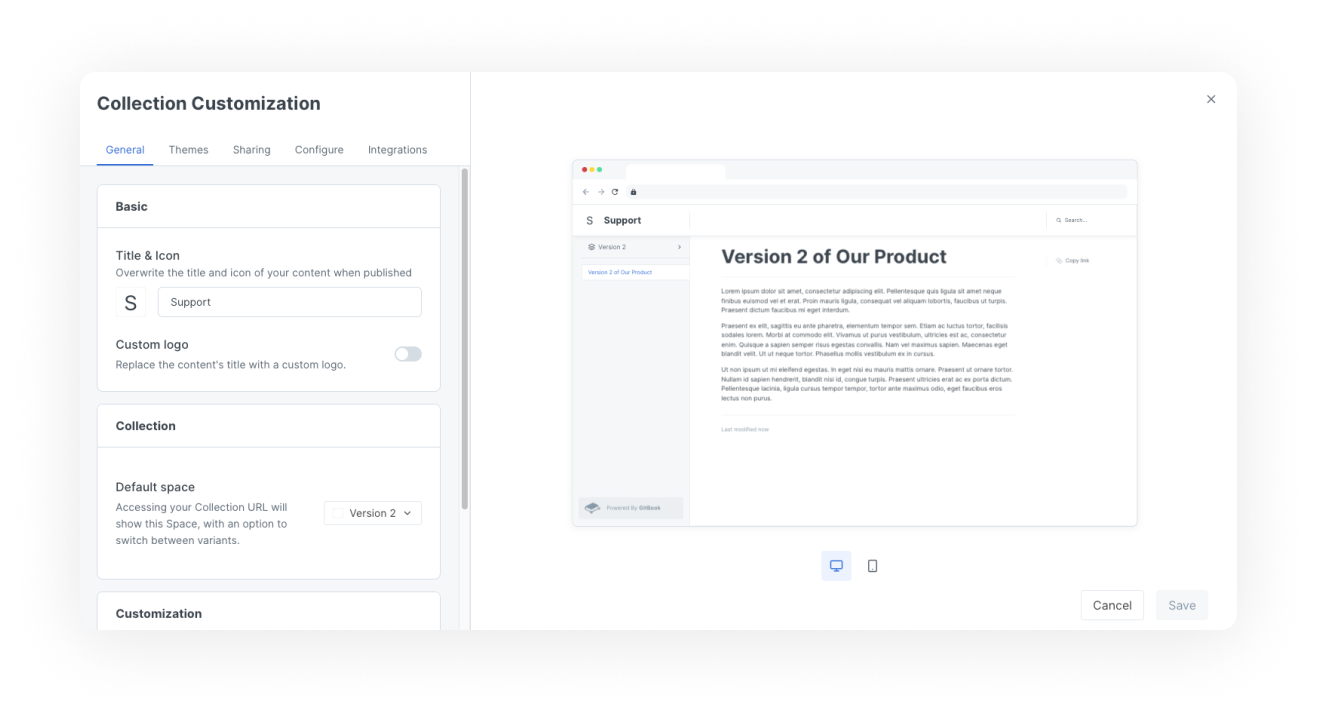 Collection Customization
General Themes Sharing Configure Integrations
Basic
Title & Icon
Overwrite the title and icon of your content when published
S Support
Custom logo
Replace the content's title with a custom logo.
Collection
Default space
Accessing your Collection URL will
show this Space, with an option to
switch between variants.
Version 2
Customization
S Support
Search...
Version 2
Version 2 of Our Product
Version 2 of Our Product
Copy link
Lorem ipsum dolor sit amet, consectetur adipiscing elit. Pellentesque quis ligula sit amet neque
finibus euismod vel et erat. Proin mauris ligula, consequat vel aliquam lobortis, faucibus ut turpis.
Praesent dictum faucibus mi eget interdum.
Praesent ex elit, sagittis eu ante pharetra, elementum tempor sem. Etiam ac luctus tortor, facilisis
sodales lorem. Morbi at commodo elit. Vivamus ut purus vestibulum, ultricies est ac, consectetur
enim. Quisque a sapien semper risus egestas convallis. Nam vel maximus sapien. Maecenas eget
blandit velit. Ut ut neque tortor. Phasellus mollis vestibulum ex in cursus.
Ut non ipsum ut mi eleifend egestas. In eget nisi eu mauris mattis ornare. Praesent ut ornare tortor.
Nullam id sapien hendrerit, blandit nisi id, congue turpis. Praesent ultricies erat ac ex porta dictum.
Pellentesque lacinia, ligula cursus tempor tempor, tortor ante maximus odio, eget faucibus eros
lectus non purus.
Last modified now
Powered By GitBook
Cancel Save